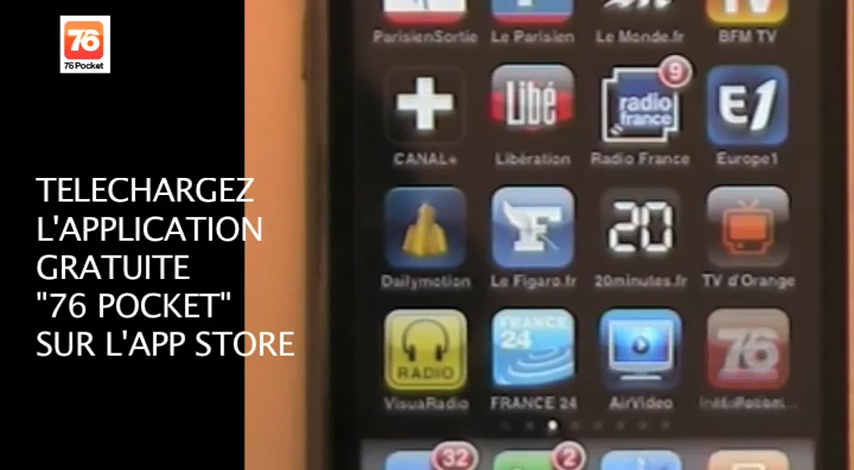 76
76 Pocket
TELECHARGEZ
L'APPLICATION
GRATUITE
"76 POCKET"
SUR L'APP STORE
ParisienSortie Le Parisien Le Monde.fr BFM TV
Libé radio france 9 E1
CANAL+ Libération Radio France Europe1
20
Dailymotion Le Figaro.fr 20minutes.fr TV d'Orange
RADIO FRANCE 24 76
VisuaRadio FRANCE 24 AirVideo
32 2